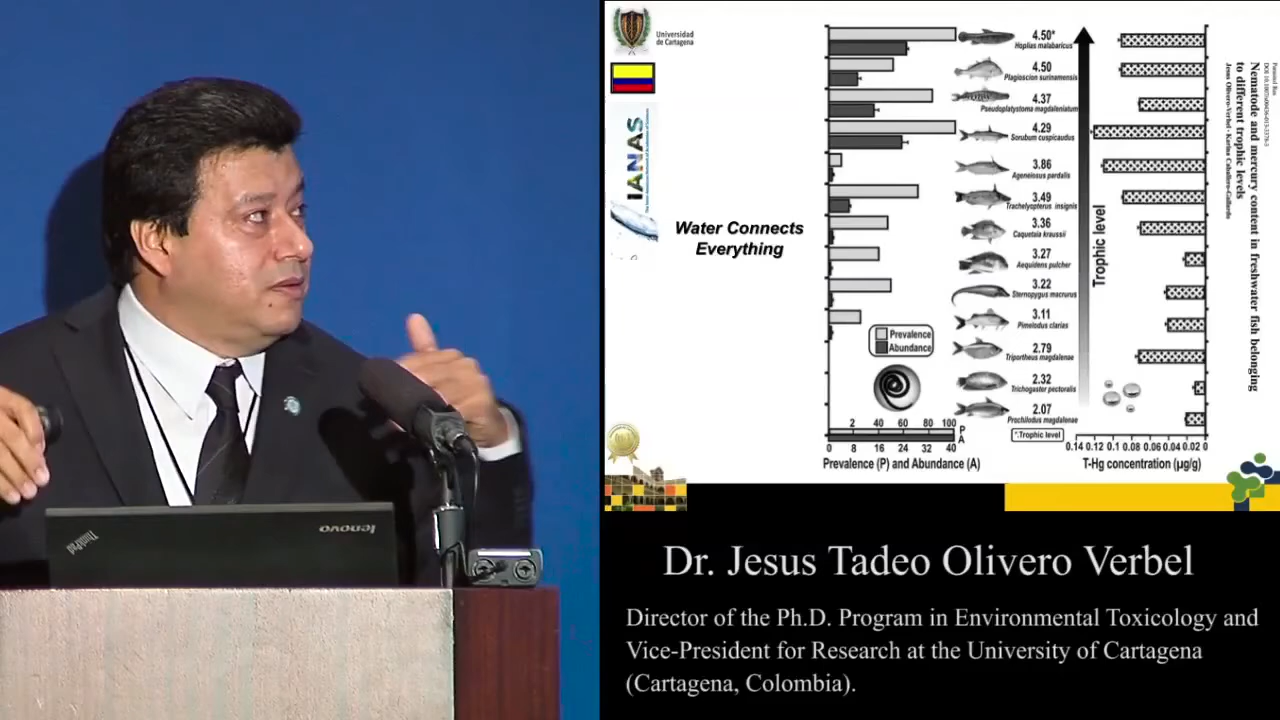 Universidad
de Cartagena
IANAS
Water Connects
Everything
4.50*
Hoplias malabaricus
4.50
Plagioscion surinamensis
4.37
Pseudoplatystoma magdaleniatum
4.29
Sorubum cuspicaudus
3.86
Ageneiosus pardalis
3.49
Trachelyopterus insignis
3.36
Caquetaia kraussii
3.27
Aequidens pulcher
3.22
Sternopygus macrurus
3.11
Pimelodus clarias
2.79
Triportheus magdalenae
2.32
Trichogaster pectoralis
2.07
Prochilodus magdalenae
*.Trophic level
Prevalence
Abundance
2 40 60 80 100 P
0 8 16 24 32 40 A
Prevalence (P) and Abundance (A)
Trophic level
0.14 0.12 0.1 0.08 0.06 0.04 0.02 0
T-Hg concentration (µg/g)
Parasitol Res
Nematode and mercury content in freshwater fish belonging
to different trophic levels
Jesus Olivero-Verbel · Karina Caballero-Gallardo
ThinkPad
lenovo
Dr. Jesus Tadeo Olivero Verbel
Director of the Ph.D. Program in Environmental Toxicology and
Vice-President for Research at the University of Cartagena
(Cartagena, Colombia).